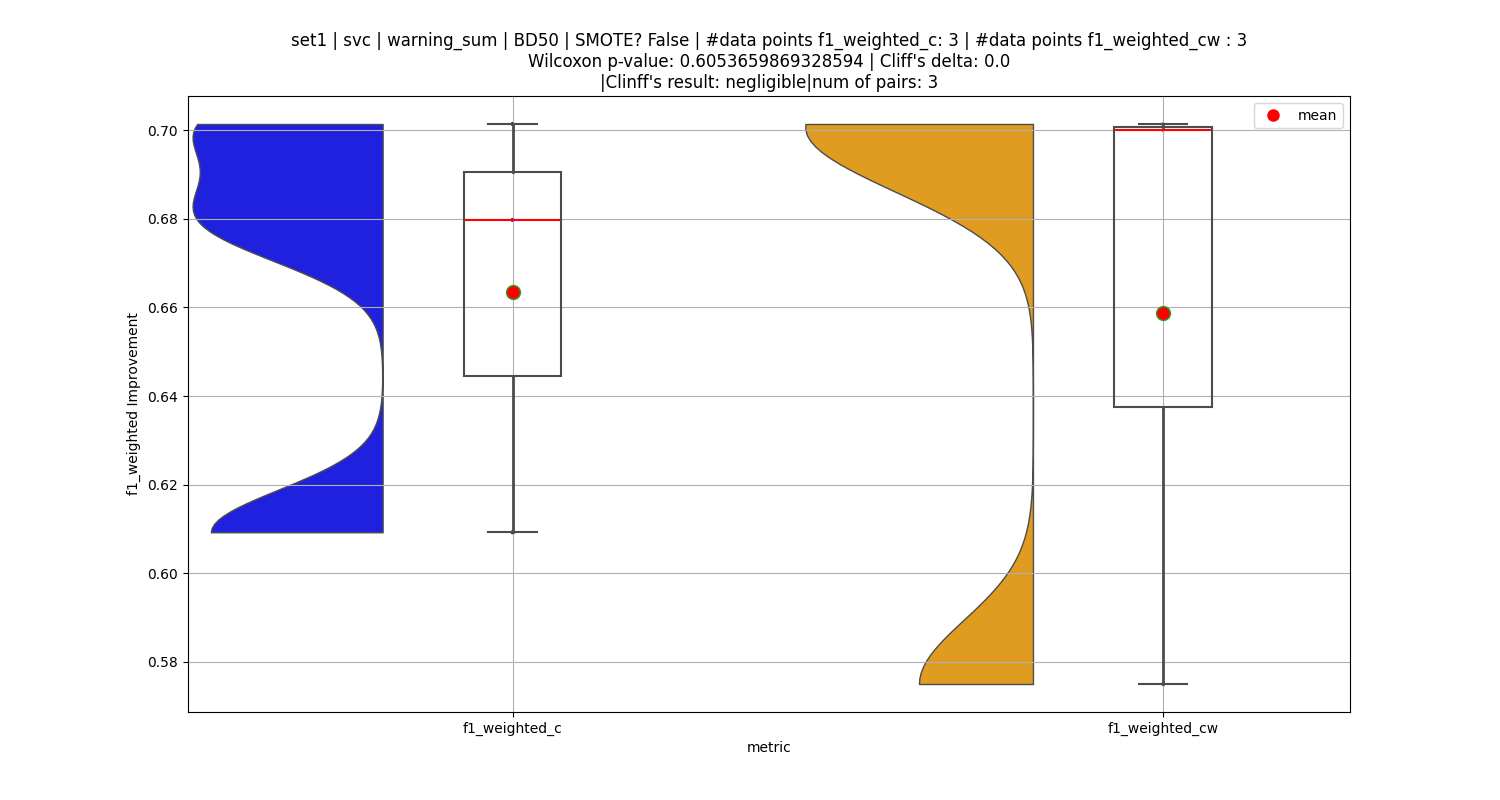 set1 | svc | warning_sum | BD50 | SMOTE? False | #data points f1_weighted_c: 3 | #data points f1_weighted_cw : 3
Wilcoxon p-value: 0.6053659869328594 | Cliff's delta: 0.0
|Clinff's result: negligible|num of pairs: 3
mean
0.70
0.68
0.66
0.64
0.62
0.60
0.58
f1_weighted Improvement
f1_weighted_c
f1_weighted_cw
metric